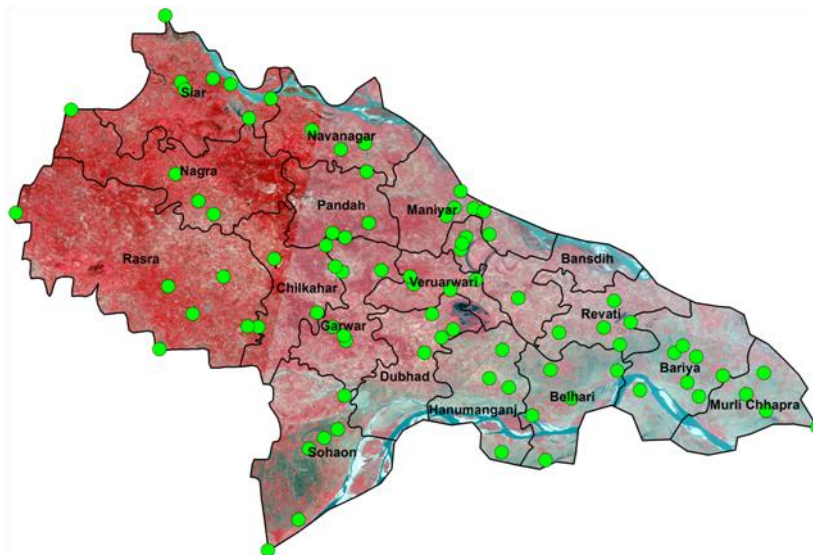 Siar
Navanagar
Nagra
Pandah
Maniyar
Rasra
Bansdih
Chilkahar
Veruarwari
Revati
Garwar
Bariya
Dubhad
Belhari
Hanumanganj
Murli Chhapra
Sohaon